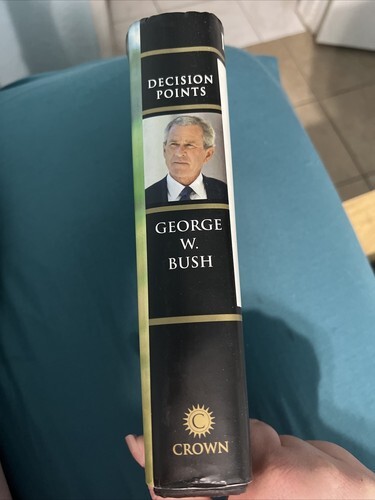 DECISION
POINTS
GEORGE
W.
BUSH
C
CROWN